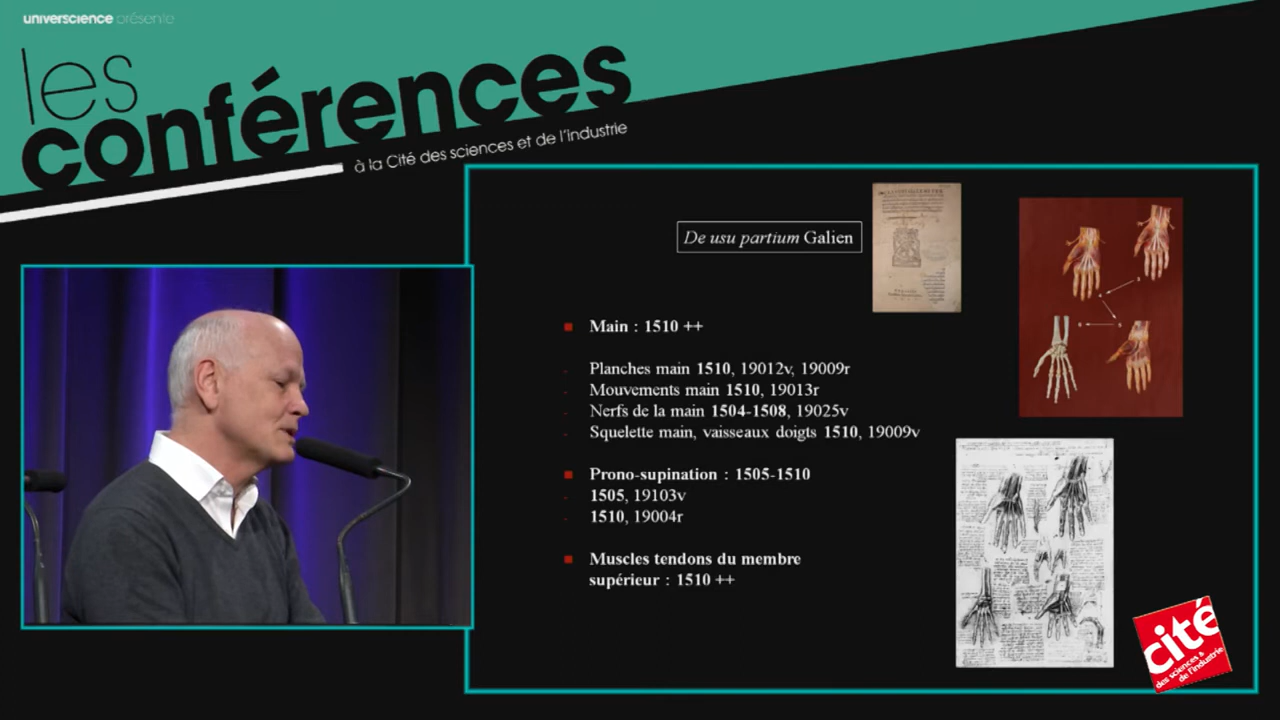 universcience présente
les
conférences
à la Cité des sciences et de l'industrie
De usu partium Galien
Main : 1510 ++
Planches main 1510, 19012v, 19009r
Mouvements main 1510, 19013r
Nerfs de la main 1504-1508, 19025v
Squelette main, vaisseaux doigts 1510, 19009v
Prono-supination : 1505-1510
1505, 19103v
1510, 19004r
Muscles tendons du membre
supérieur : 1510 ++
cité
des sciences &
de l'industrie